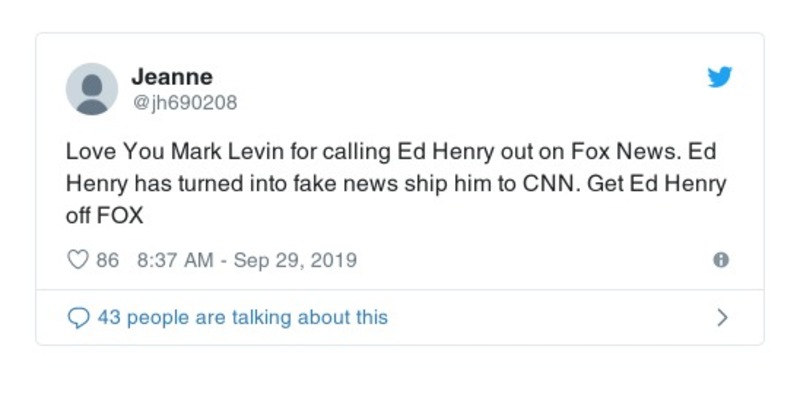 Jeanne
@jh690208
Love You Mark Levin for calling Ed Henry out on Fox News. Ed
Henry has turned into fake news ship him to CNN. Get Ed Henry
off FOX
86 8:37 AM - Sep 29, 2019
43 people are talking about this